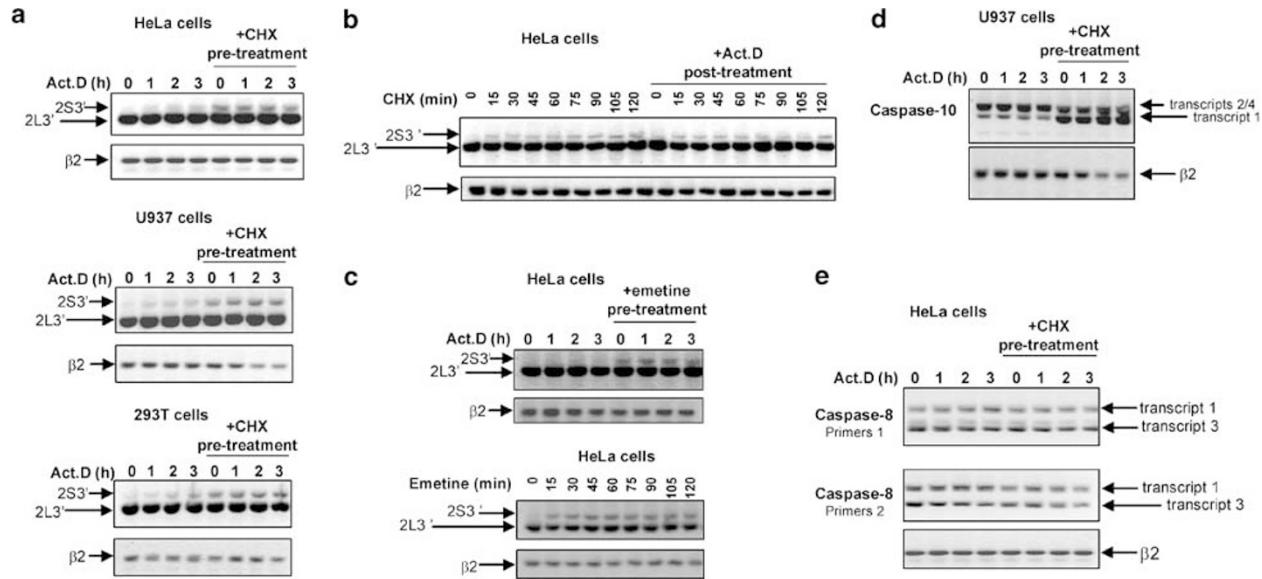 a
HeLa cells
+CHX
pre-treatment
Act.D (h) 0 1 2 3 0 1 2 3
2S3'
2L3'
β2
U937 cells
+CHX
pre-treatment
Act.D (h) 0 1 2 3 0 1 2 3
2S3'
2L3'
β2
293T cells
+CHX
pre-treatment
Act.D (h) 0 1 2 3 0 1 2 3
2S3'
2L3'
β2
b
HeLa cells
+Act.D
post-treatment
CHX (min) 0 15 30 45 60 75 90 105 120 0 15 30 45 60 75 90 105 120
2S3 '
2L3 '
β2
c
HeLa cells
+emetine
pre-treatment
Act.D (h) 0 1 2 3 0 1 2 3
2S3'
2L3'
β2
HeLa cells
Emetine (min) 0 15 30 45 60 75 90 105 120
2S3 '
2L3 '
β2
d
U937 cells
+CHX
pre-treatment
Act.D (h) 0 1 2 3 0 1 2 3
Caspase-10
transcripts 2/4
transcript 1
β2
e
HeLa cells
+CHX
pre-treatment
Act.D (h) 0 1 2 3 0 1 2 3
Caspase-8
Primers 1
transcript 1
transcript 3
Caspase-8
Primers 2
transcript 1
transcript 3
β2